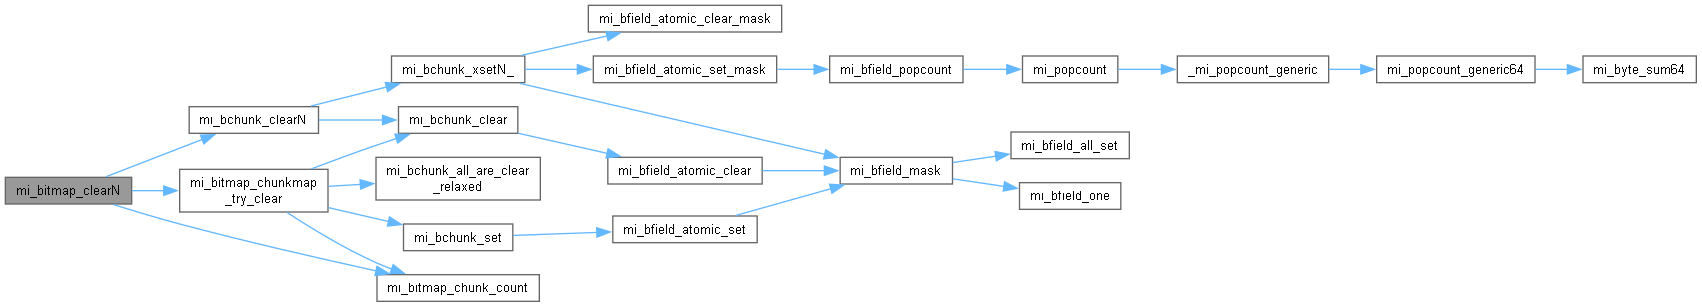 mi_bitmap_clearN
mi_bchunk_clearN
mi_bitmap_chunkmap
_try_clear
mi_bchunk_xsetN_
mi_bchunk_clear
mi_bchunk_all_are_clear
_relaxed
mi_bchunk_set
mi_bitmap_chunk_count
mi_bfield_atomic_clear_mask
mi_bfield_atomic_set_mask
mi_bfield_atomic_clear
mi_bfield_atomic_set
mi_bfield_popcount
mi_bfield_mask
mi_popcount
mi_bfield_all_set
mi_bfield_one
_mi_popcount_generic
mi_popcount_generic64
mi_byte_sum64